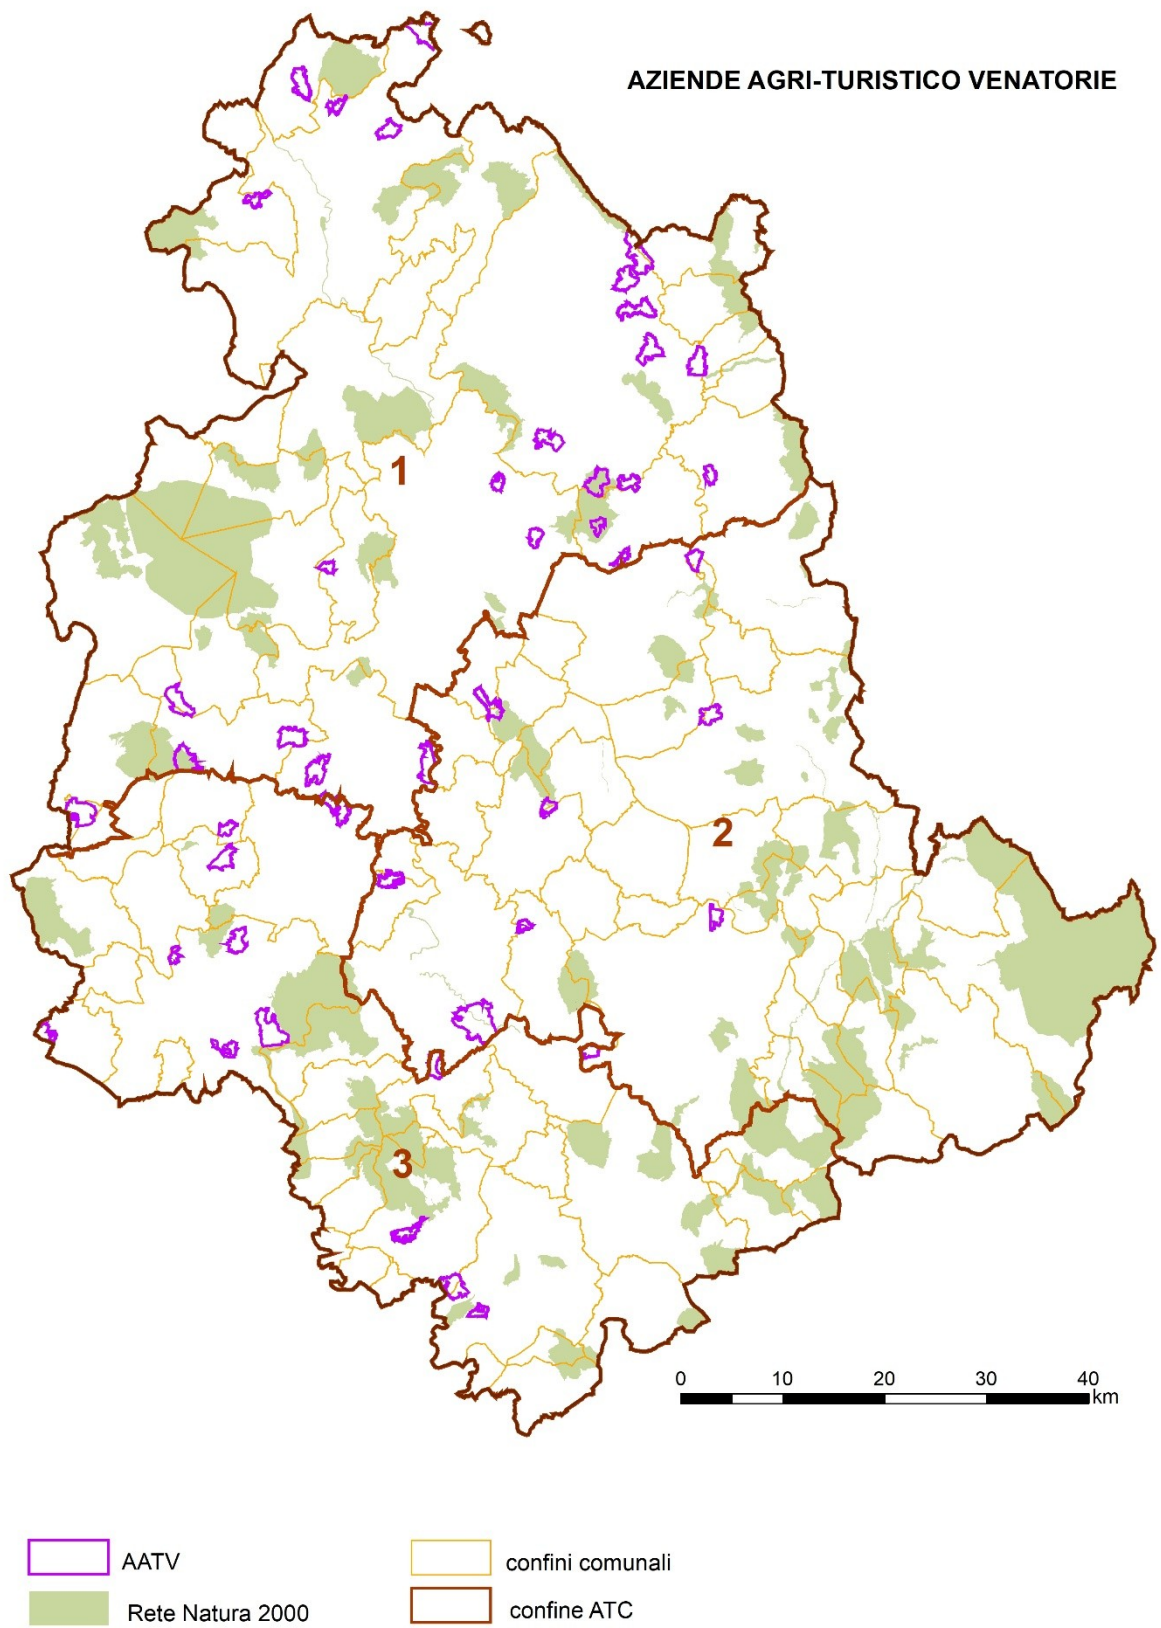 AZIENDE AGRI-TURISTICO VENATORIE
1
2
3
0 10 20 30 40
km
AATV
confini comunali
Rete Natura 2000
confine ATC